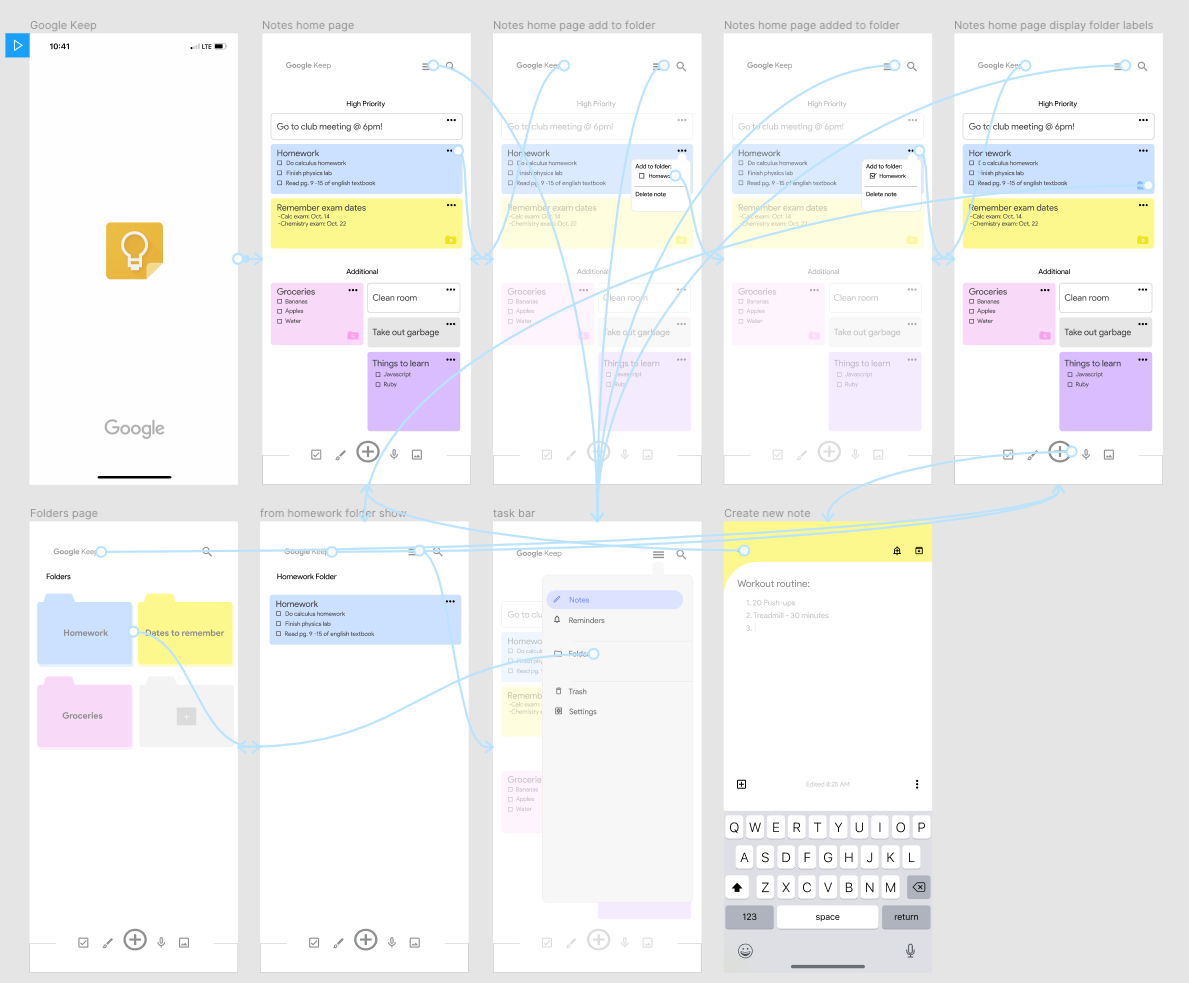 Google Keep
10:41
LTE
Google
Notes home page
Google Keep
High Priority
Go to club meeting @ 6pm!
Homework
Do calculus homework
Finish physics lab
Read pg. 9 -15 of english textbook
Remember exam dates
-Calc exam: Oct. 14
-Chemistry exam: Oct. 22
Additional
Groceries
Bananas
Apples
Water
Clean room
Take out garbage
Things to learn
Javascript
Ruby
Notes home page add to folder
Google Keep
High Priority
Go to club meeting @ 6pm!
Homework
Do calculus homework
Finish physics lab
Read pg. 9 -15 of english textbook
Add to folder:
Homework
Delete note
Remember exam dates
-Calc exam: Oct. 14
-Chemistry exam: Oct. 22
Additional
Groceries
Bananas
Apples
Water
Clean room
Take out garbage
Things to learn
Javascript
Ruby
Notes home page added to folder
Google Keep
High Priority
Go to club meeting @ 6pm!
Homework
Do calculus homework
Finish physics lab
Read pg. 9 -15 of english textbook
Add to folder:
Homework
Delete note
Remember exam dates
-Calc exam: Oct. 14
-Chemistry exam: Oct. 22
Additional
Groceries
Bananas
Apples
Water
Clean room
Take out garbage
Things to learn
Javascript
Ruby
Notes home page display folder labels
Google Keep
High Priority
Go to club meeting @ 6pm!
Homework
Do calculus homework
Finish physics lab
Read pg. 9 -15 of english textbook
Remember exam dates
-Calc exam: Oct. 14
-Chemistry exam: Oct. 22
Additional
Groceries
Bananas
Apples
Water
Clean room
Take out garbage
Things to learn
Javascript
Ruby
Folders page
Google Keep
Folders
Homework
Dates to remember
Groceries
from homework folder show
Google Keep
Homework Folder
Homework
Do calculus homework
Finish physics lab
Read pg. 9 -15 of english textbook
task bar
Google Keep
Go to clu
Homewo
Do calcul
Finish phy
Read pg.
Rememb
-Calc exa
-Chemistry e
Grocerie
Bananas
Apples
Water
Notes
Reminders
Folders
Trash
Settings
Create new note
Workout routine:
1. 20 Push-ups
2. Treadmill - 30 minutes
3.
Edited 8:25 AM
Q W E R T Y U I O P
A S D F G H J K L
Z X C V B N M
123 space return